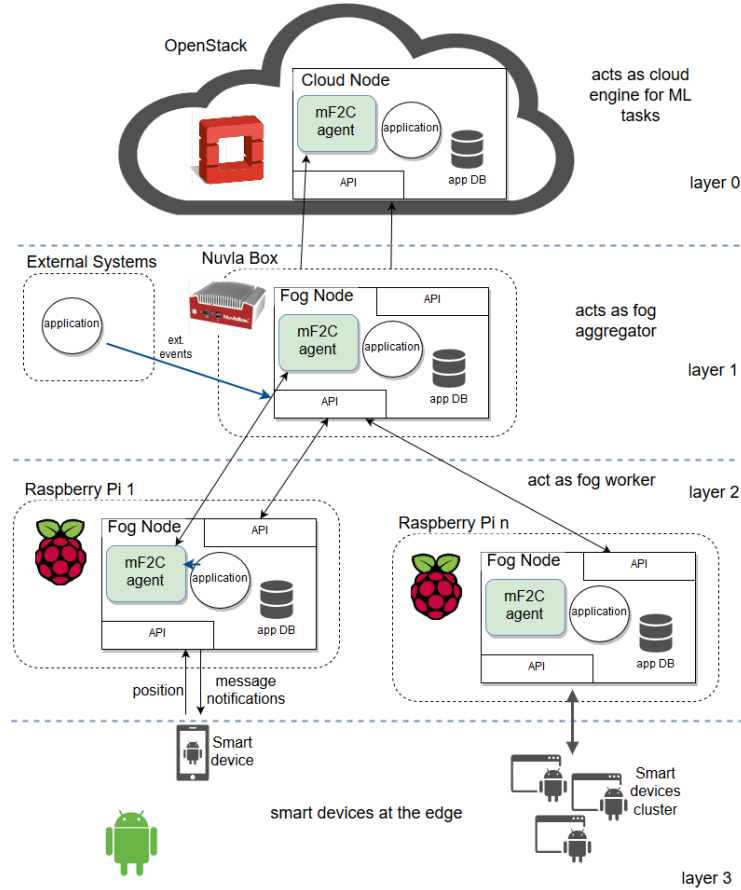 OpenStack
Cloud Node
mF2C
agent
application
app DB
API
acts as cloud
engine for ML
tasks
layer 0
External Systems
application
ext.
events
Nuvla Box
NuvlaBox
Fog Node
API
mF2C
agent
application
app DB
API
acts as fog
aggregator
layer 1
act as fog worker
layer 2
Raspberry Pi 1
Fog Node
API
mF2C
agent
application
app DB
API
position
message
notifications
Raspberry Pi n
Fog Node
API
mF2C
agent
application
app DB
API
Smart
device
Smart
devices
cluster
smart devices at the edge
layer 3